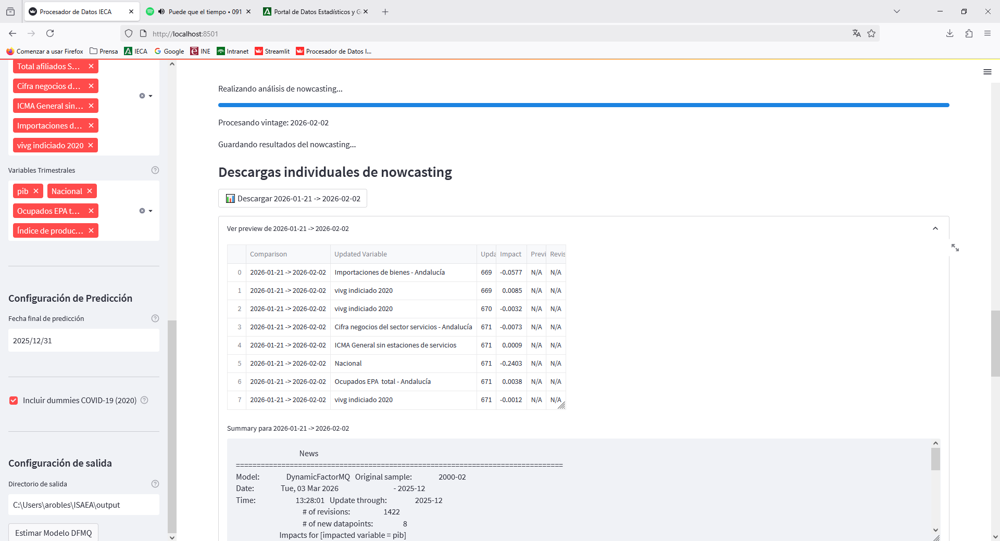 Procesador de Datos IECA
Puede que el tiempo • 091
Portal de Datos Estadísticos y G
http://localhost:8501
Comenzar a usar Firefox
Prensa
IECA
Google
INE
Intranet
Streamlit
Procesador de Datos I...
Total afiliados S...
Cifra negocios d...
ICMA General sin...
Importaciones d...
vivg indiciado 2020
Variables Trimestrales
pib Nacional
Ocupados EPA t...
Índice de produc...
Configuración de Predicción
Fecha final de predicción
2025/12/31
Incluir dummies COVID-19 (2020)
Configuración de salida
Directorio de salida
C:\Users\arobles\ISAEA\output
Estimar Modelo DFMQ
Realizando análisis de nowcasting...
Procesando vintage: 2026-02-02
Guardando resultados del nowcasting...
Descargas individuales de nowcasting
Descargar 2026-01-21 -> 2026-02-02
Ver preview de 2026-01-21 -> 2026-02-02
Comparison Updated Variable Upda Impact Previ Revis
0 2026-01-21 -> 2026-02-02 Importaciones de bienes - Andalucía 669 -0.0577 N/A N/A
1 2026-01-21 -> 2026-02-02 vivg indiciado 2020 669 0.0085 N/A N/A
2 2026-01-21 -> 2026-02-02 vivg indiciado 2020 670 -0.0032 N/A N/A
3 2026-01-21 -> 2026-02-02 Cifra negocios del sector servicios - Andalucía 671 -0.0073 N/A N/A
4 2026-01-21 -> 2026-02-02 ICMA General sin estaciones de servicios 671 0.0009 N/A N/A
5 2026-01-21 -> 2026-02-02 Nacional 671 -0.2403 N/A N/A
6 2026-01-21 -> 2026-02-02 Ocupados EPA  total - Andalucía 671 0.0038 N/A N/A
7 2026-01-21 -> 2026-02-02 vivg indiciado 2020 671 -0.0012 N/A N/A
Summary para 2026-01-21 -> 2026-02-02
News
===============================================================================
Model: DynamicFactorMQ Original sample: 2000-02
Date: Tue, 03 Mar 2026 - 2025-12
Time: 13:28:01 Update through: 2025-12
# of revisions: 1422
# of new datapoints: 8
Impacts for [impacted variable = pib]